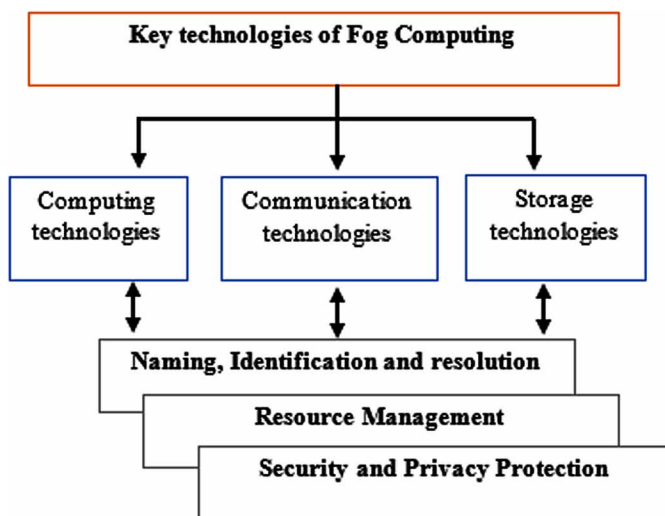 Key technologies of Fog Computing
Computing
technologies
Communication
technologies
Storage
technologies
Naming, Identification and resolution
Resource Management
Security and Privacy Protection